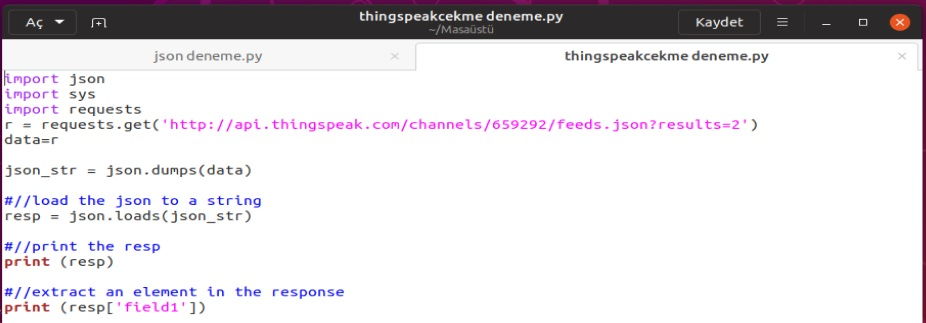 Aç
thingspeakcekme deneme.py
~/Masaüstü
Kaydet
json deneme.py
thingspeakcekme deneme.py
import json
import sys
import requests
r = requests.get('http://api.thingspeak.com/channels/659292/feeds.json?results=2')
data=r
json_str = json.dumps(data)
#//load the json to a string
resp = json.loads(json_str)
#//print the resp
print (resp)
#//extract an element in the response
print (resp['field1'])